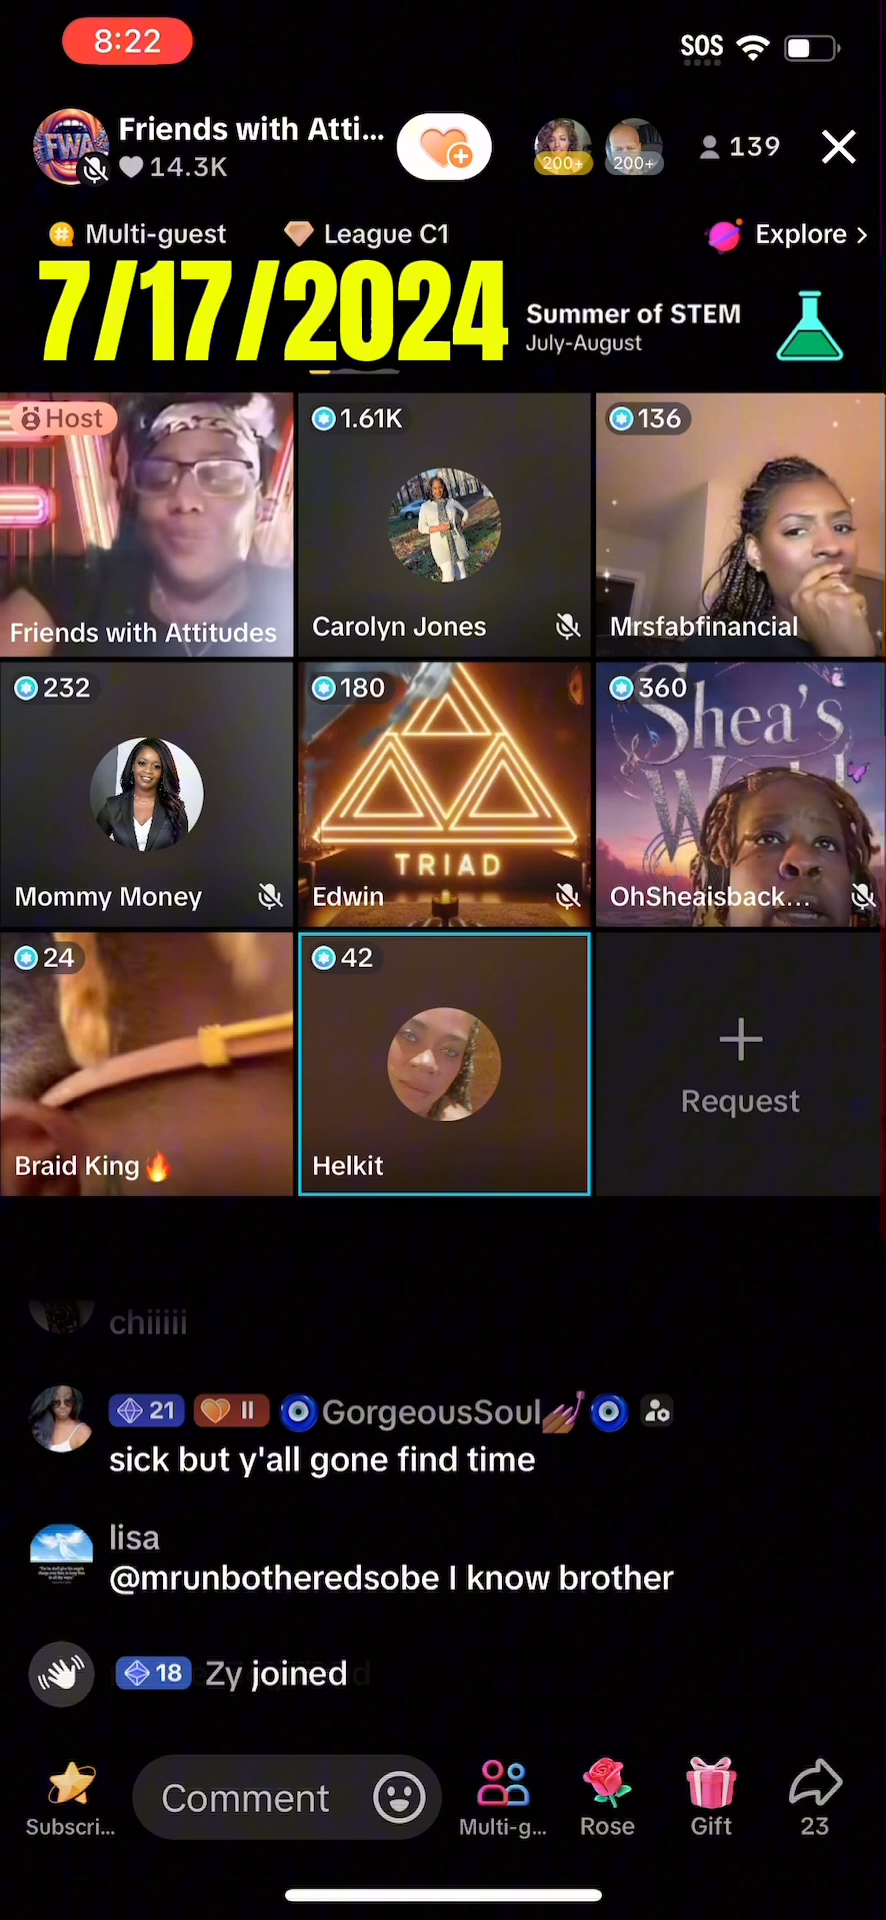 8:22
SOS
FWA
Friends with Atti...
14.3K
200+
200+
139
Multi-guest
League C1
Explore >
7/17/2024
Summer of STEM
July-August
Host
1.61K
136
Friends with Attitudes
Carolyn Jones
Mrsfabfinancial
232
180
360
Shea's
TRIAD
Mommy Money
Edwin
OhSheaisback...
24
42
Request
Braid King🔥
Helkit
chiiiii
21 II 🧿GorgeousSoul💅🏾🧿
sick but y'all gone find time
lisa
@mrunbotheredsobe I know brother
18 Zy joined
Comment
Subscri...
Multi-g...
Rose
Gift
23